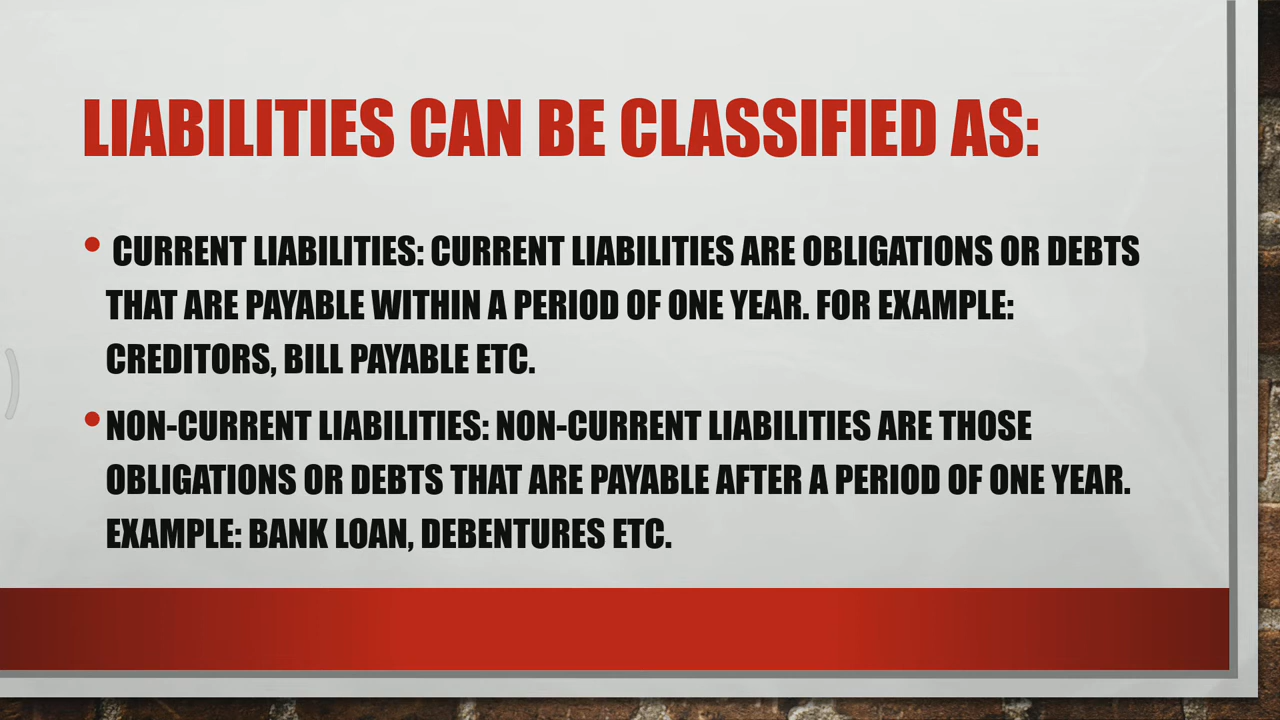 LIABILITIES CAN BE CLASSIFIED AS:
• CURRENT LIABILITIES: CURRENT LIABILITIES ARE OBLIGATIONS OR DEBTS
THAT ARE PAYABLE WITHIN A PERIOD OF ONE YEAR. FOR EXAMPLE:
CREDITORS, BILL PAYABLE ETC.
• NON-CURRENT LIABILITIES: NON-CURRENT LIABILITIES ARE THOSE
OBLIGATIONS OR DEBTS THAT ARE PAYABLE AFTER A PERIOD OF ONE YEAR.
EXAMPLE: BANK LOAN, DEBENTURES ETC.